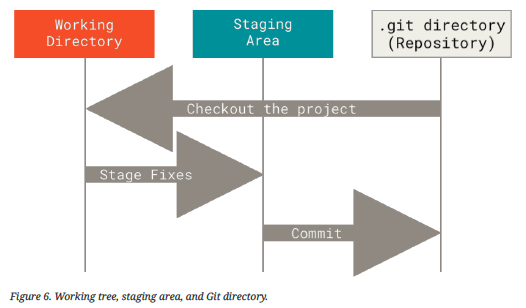 Working
Directory
Staging
Area
.git directory
(Repository)
Checkout the project
Stage Fixes
Commit
Figure 6. Working tree, staging area, and Git directory.